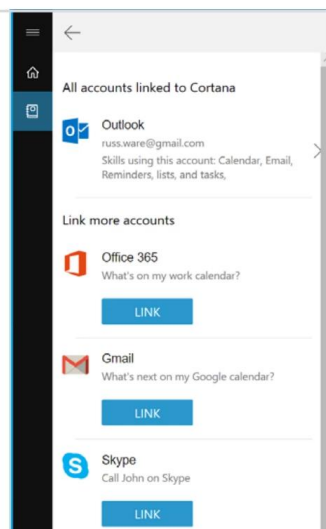 All accounts linked to Cortana
Outlook
russ.ware@gmail.com
Skills using this account: Calendar, Email,
Reminders, lists, and tasks,
Link more accounts
Office 365
What's on my work calendar?
LINK
Gmail
What's next on my Google calendar?
LINK
Skype
Call John on Skype
LINK